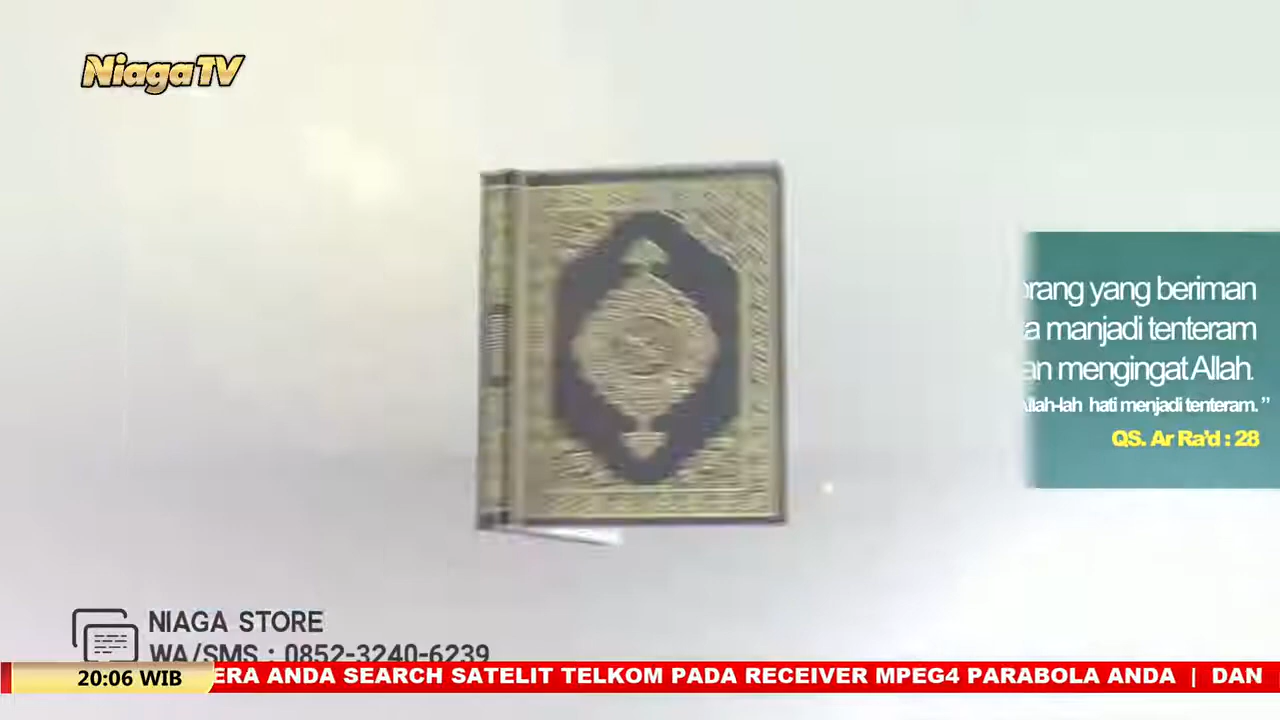 NiagaTV
orang yang beriman
a manjadi tenteram
an mengingat Allah.
Allah-lah hati menjadi tenteram.”
QS. Ar Ra'd : 28
NIAGA STORE
WA/SMS : 0852-3240-6239
20:06 WIB
ERA ANDA SEARCH SATELIT TELKOM PADA RECEIVER MPEG4 PARABOLA ANDA | DAN